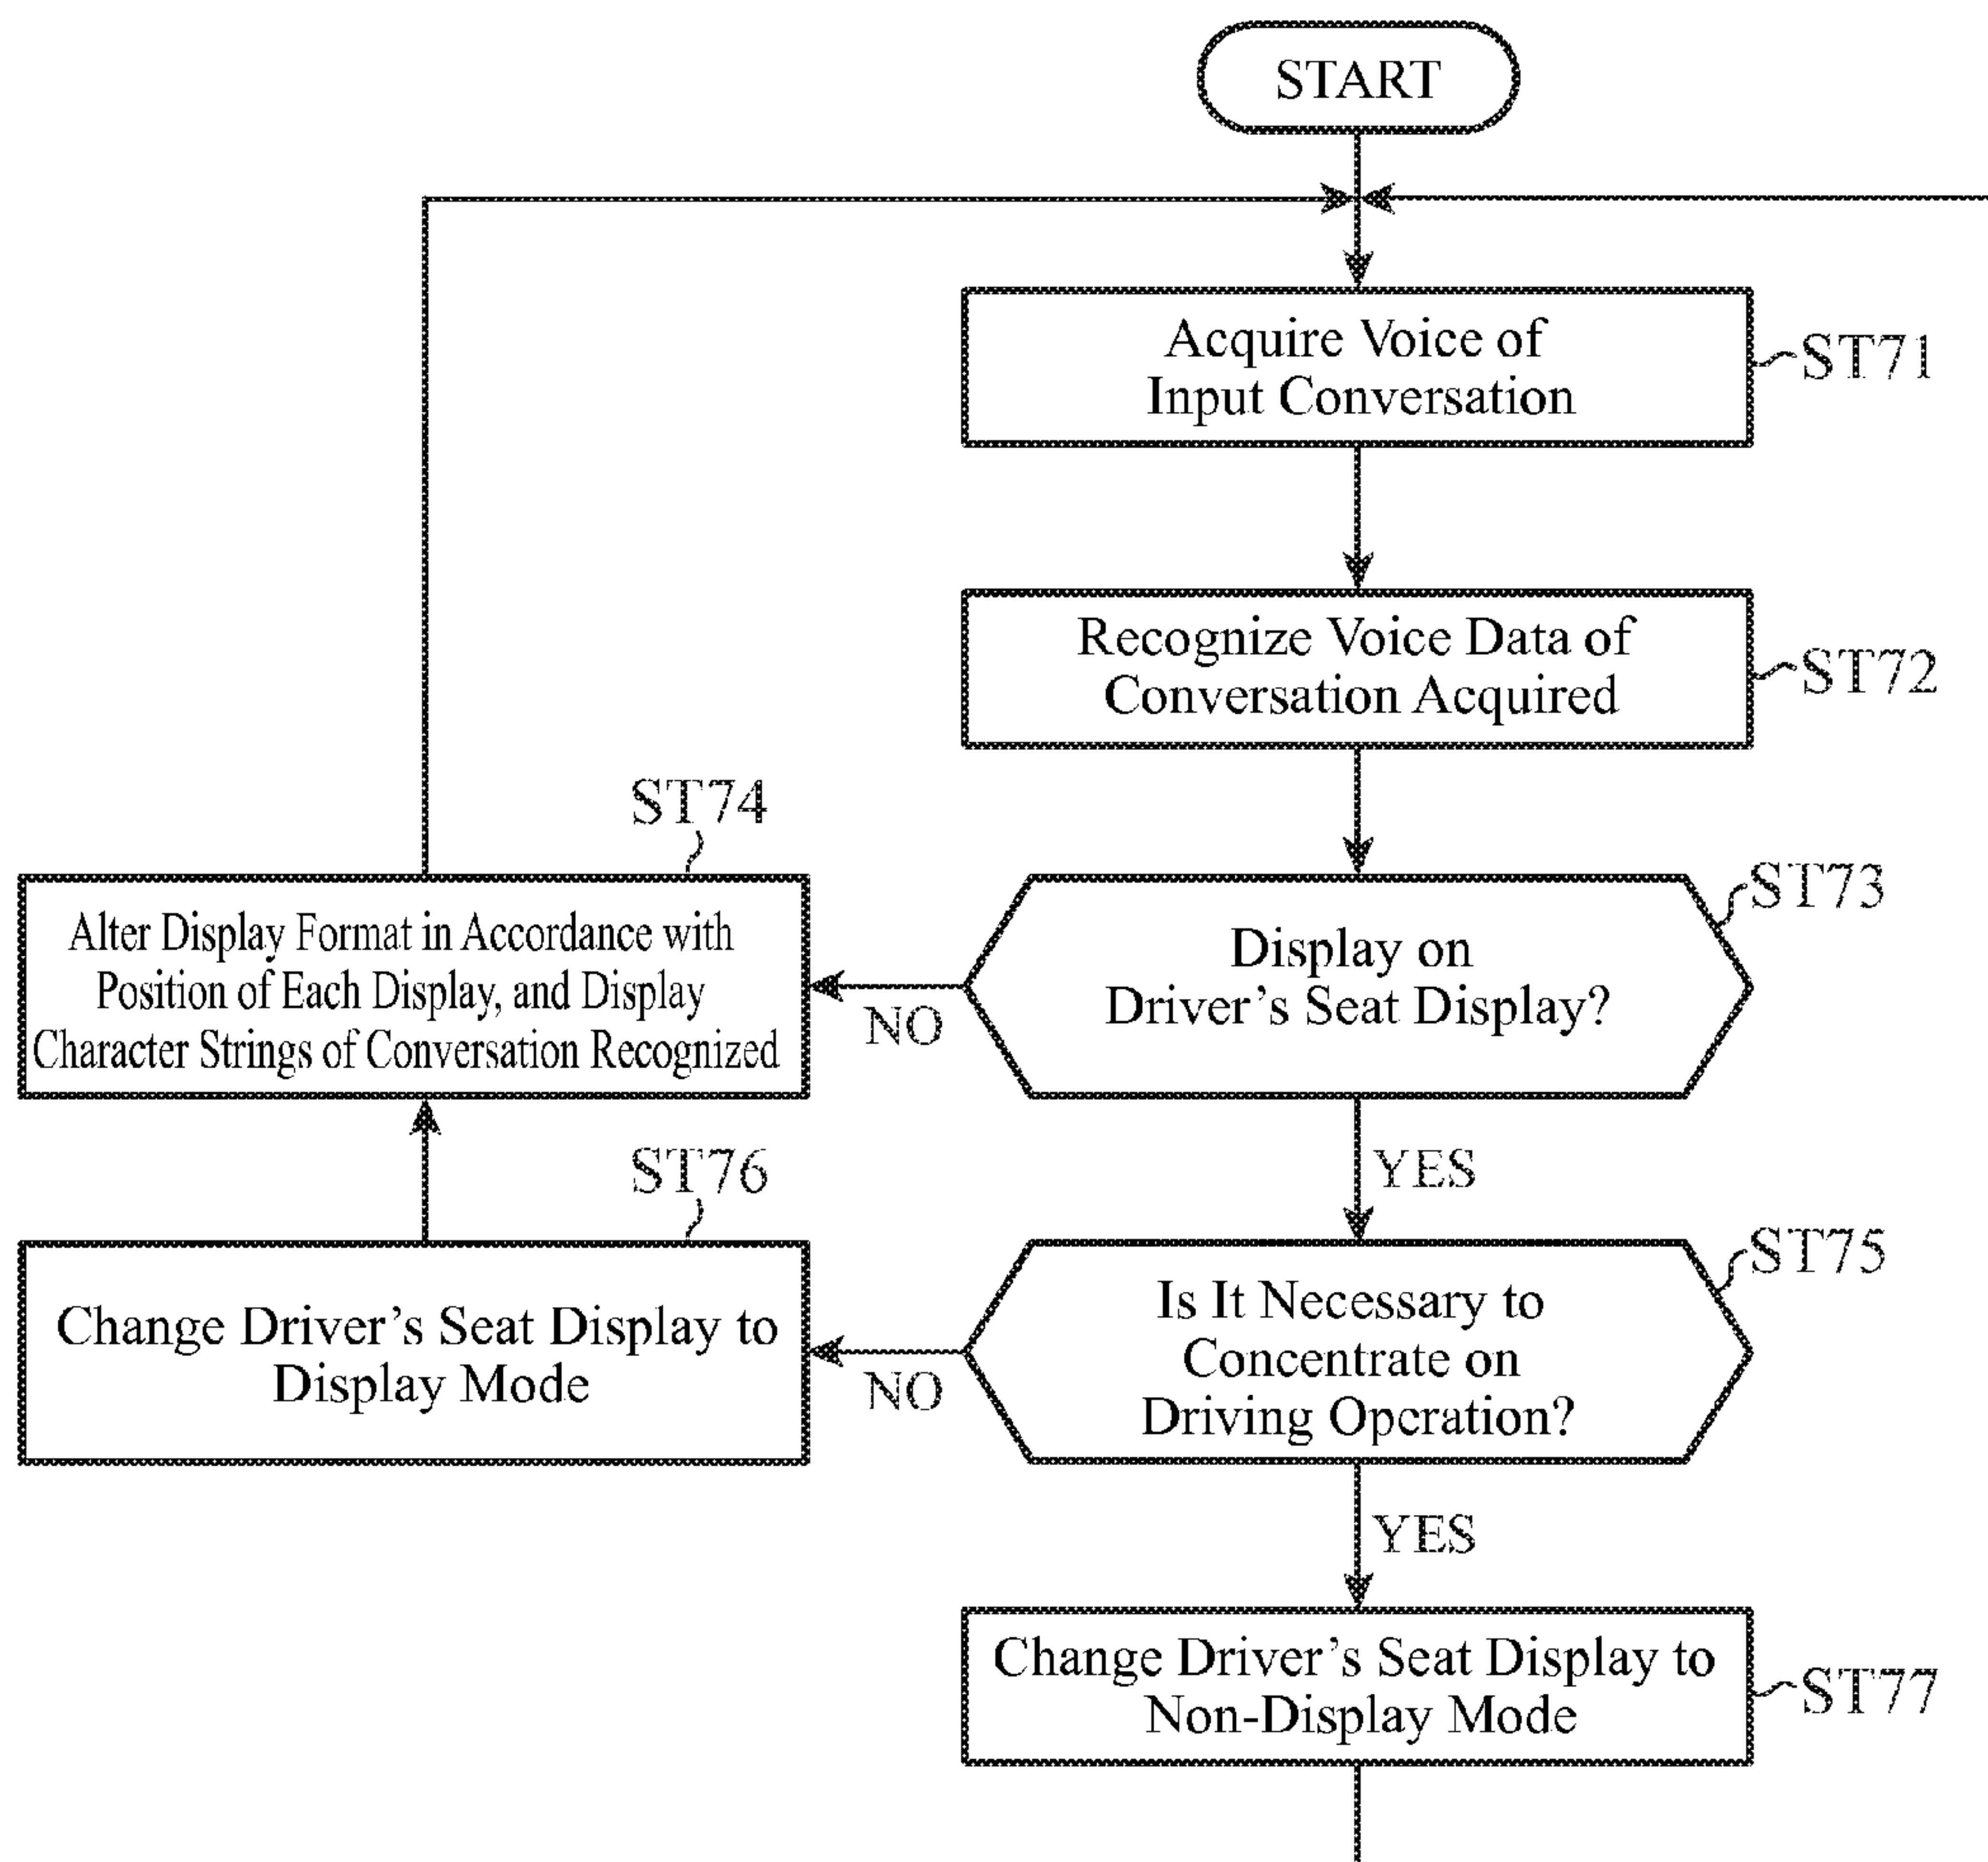 START
Acquire Voice of
Input Conversation
ST71
Recognize Voice Data of
Conversation Acquired
ST72
ST74
Alter Display Format in Accordance with
Position of Each Display, and Display
Character Strings of Conversation Recognized
NO
Display on
Driver's Seat Display?
ST73
YES
ST76
Change Driver's Seat Display to
Display Mode
NO
Is It Necessary to
Concentrate on
Driving Operation?
ST75
YES
Change Driver's Seat Display to
Non-Display Mode
ST77